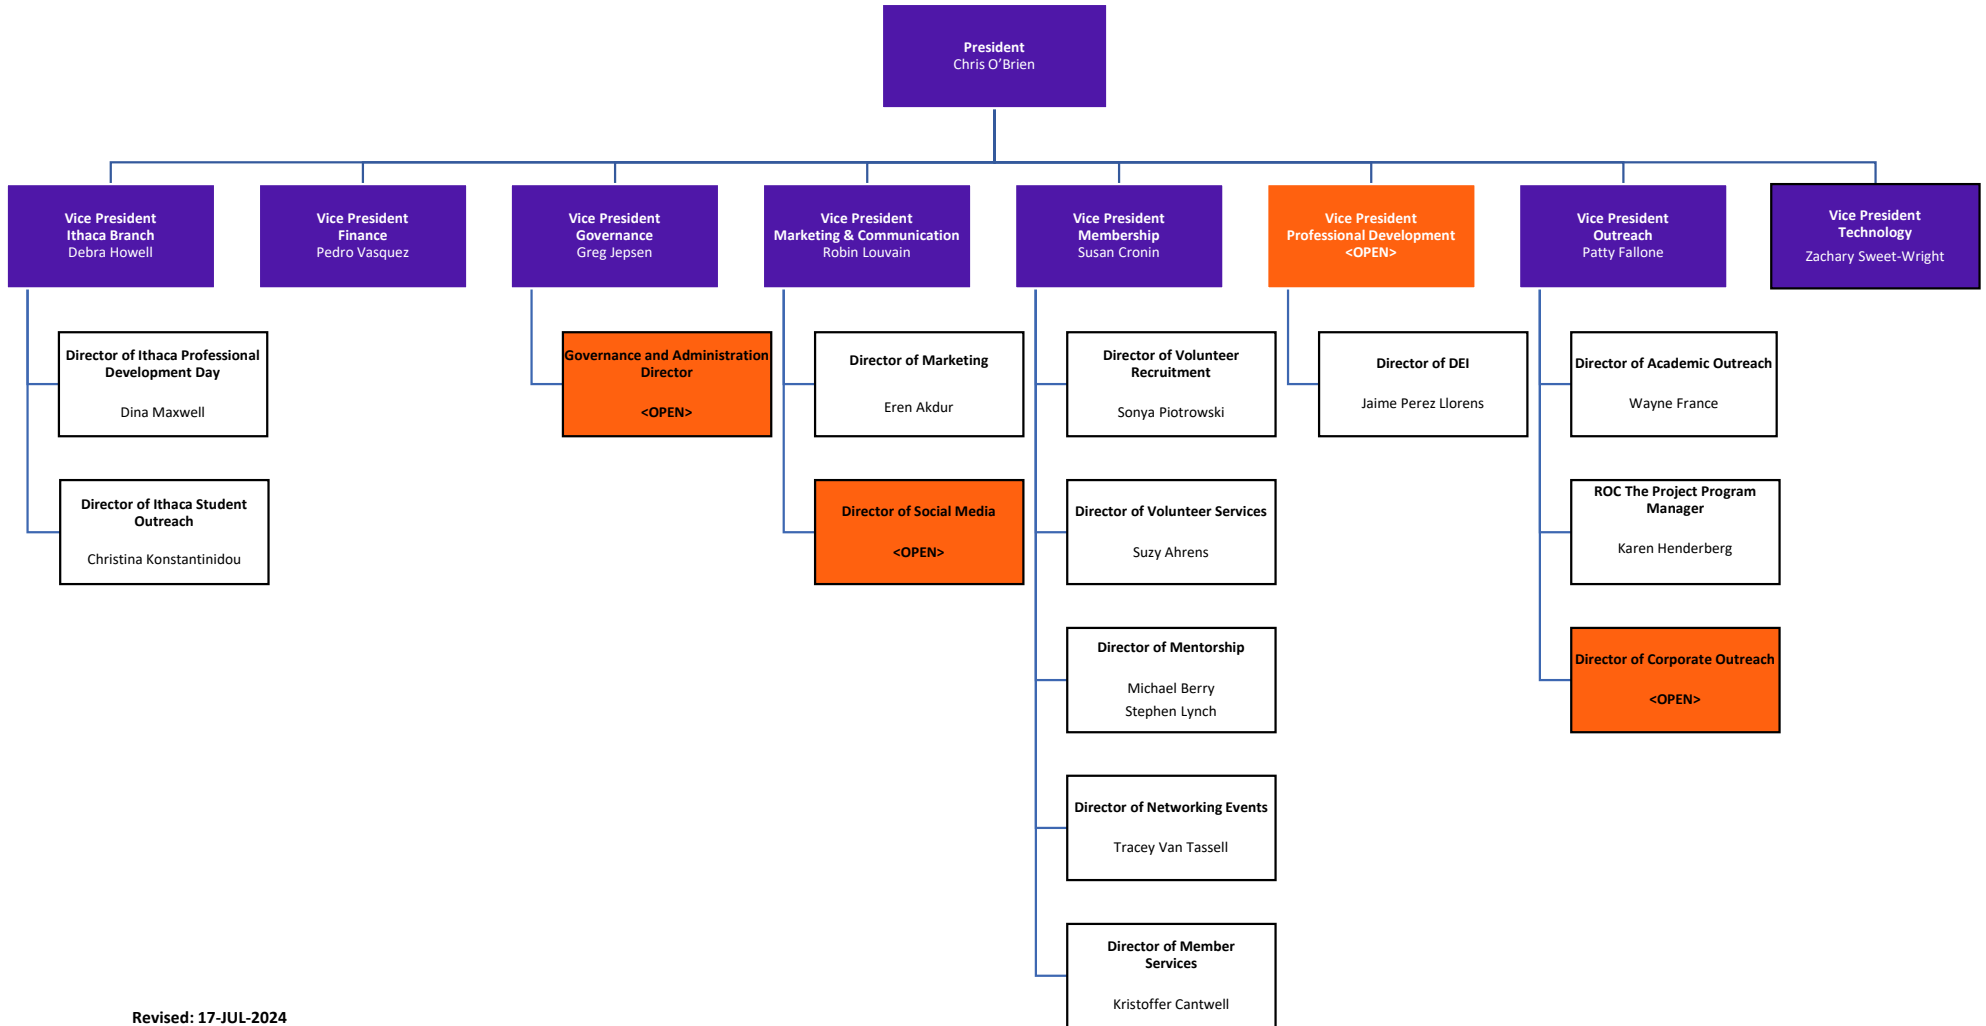 President
Chris O’Brien
Vice President
Ithaca Branch
Debra Howell
Vice President
Finance
Pedro Vasquez
Vice President
Governance
Greg Jepsen
Vice President
Marketing & Communication
Robin Louvain
Vice President
Membership
Susan Cronin
Vice President
Professional Development
<OPEN>
Vice President
Outreach
Patty Fallone
Vice President
Technology
Zachary Sweet-Wright
Director of Ithaca Professional
Development Day
Dina Maxwell
Governance and Administration
Director
<OPEN>
Director of Marketing
Eren Akdur
Director of Volunteer
Recruitment
Sonya Piotrowski
Director of DEI
Jaime Perez Llorens
Director of Academic Outreach
Wayne France
Director of Ithaca Student
Outreach
Christina Konstantinidou
Director of Social Media
<OPEN>
Director of Volunteer Services
Suzy Ahrens
ROC The Project Program
Manager
Karen Henderberg
Director of Mentorship
Michael Berry
Stephen Lynch
Director of Corporate Outreach
<OPEN>
Director of Networking Events
Tracey Van Tassell
Director of Member
Services
Kristoffer Cantwell
Revised: 17-JUL-2024